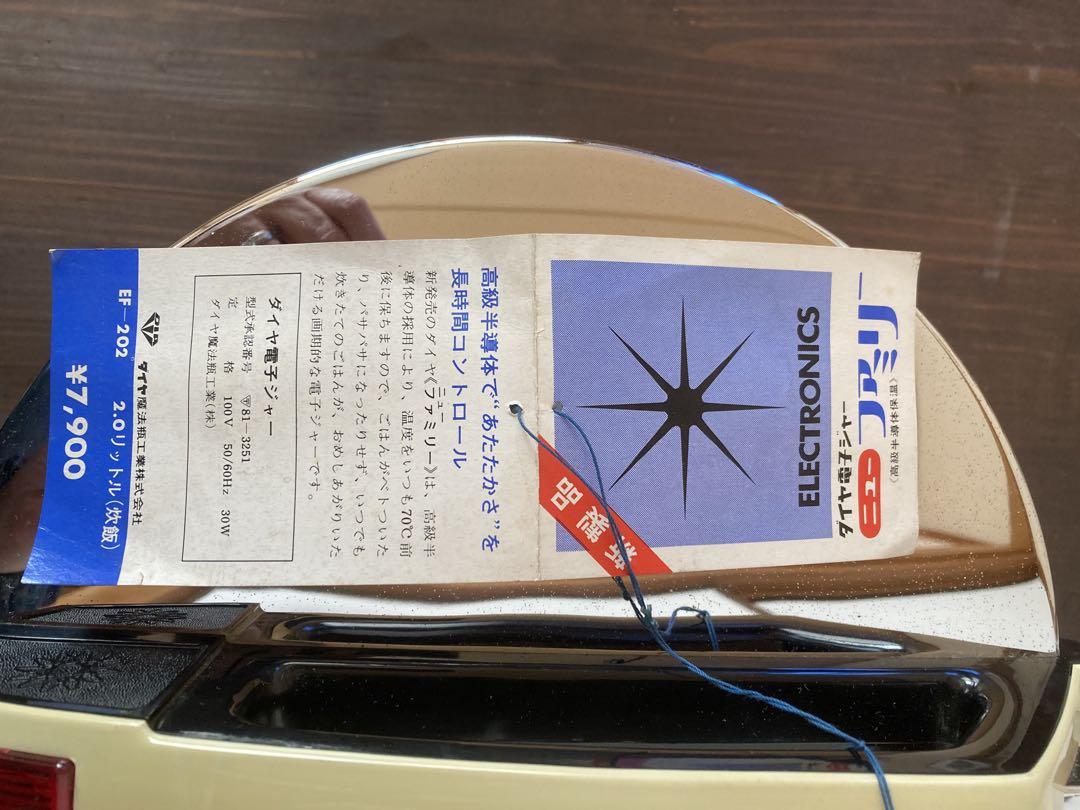 ELECTRONICS
ダイヤ電子ジャー
ニューファミリー
《高級半導体保温》
新製品
高級半導体で“あたたかさ”を
長時間コントロール
新発売のダイヤ《ニューファミリー》は、高級半
導体の採用により、温度をいつも70℃前
後に保ちますので、ごはんがベトついた
り、パサパサになったりせず、いつでも
炊きたてのごはんが、おめしあがりいた
だける画期的な電子ジャーです。
ダイヤ電子ジャー
型式承認番号 〶81-3251
定格 100V 50/60Hz 30W
ダイヤ魔法瓶工業(株)
ダイヤ魔法瓶工業株式会社
EF-202 2.0リットル(炊飯)
¥7,900